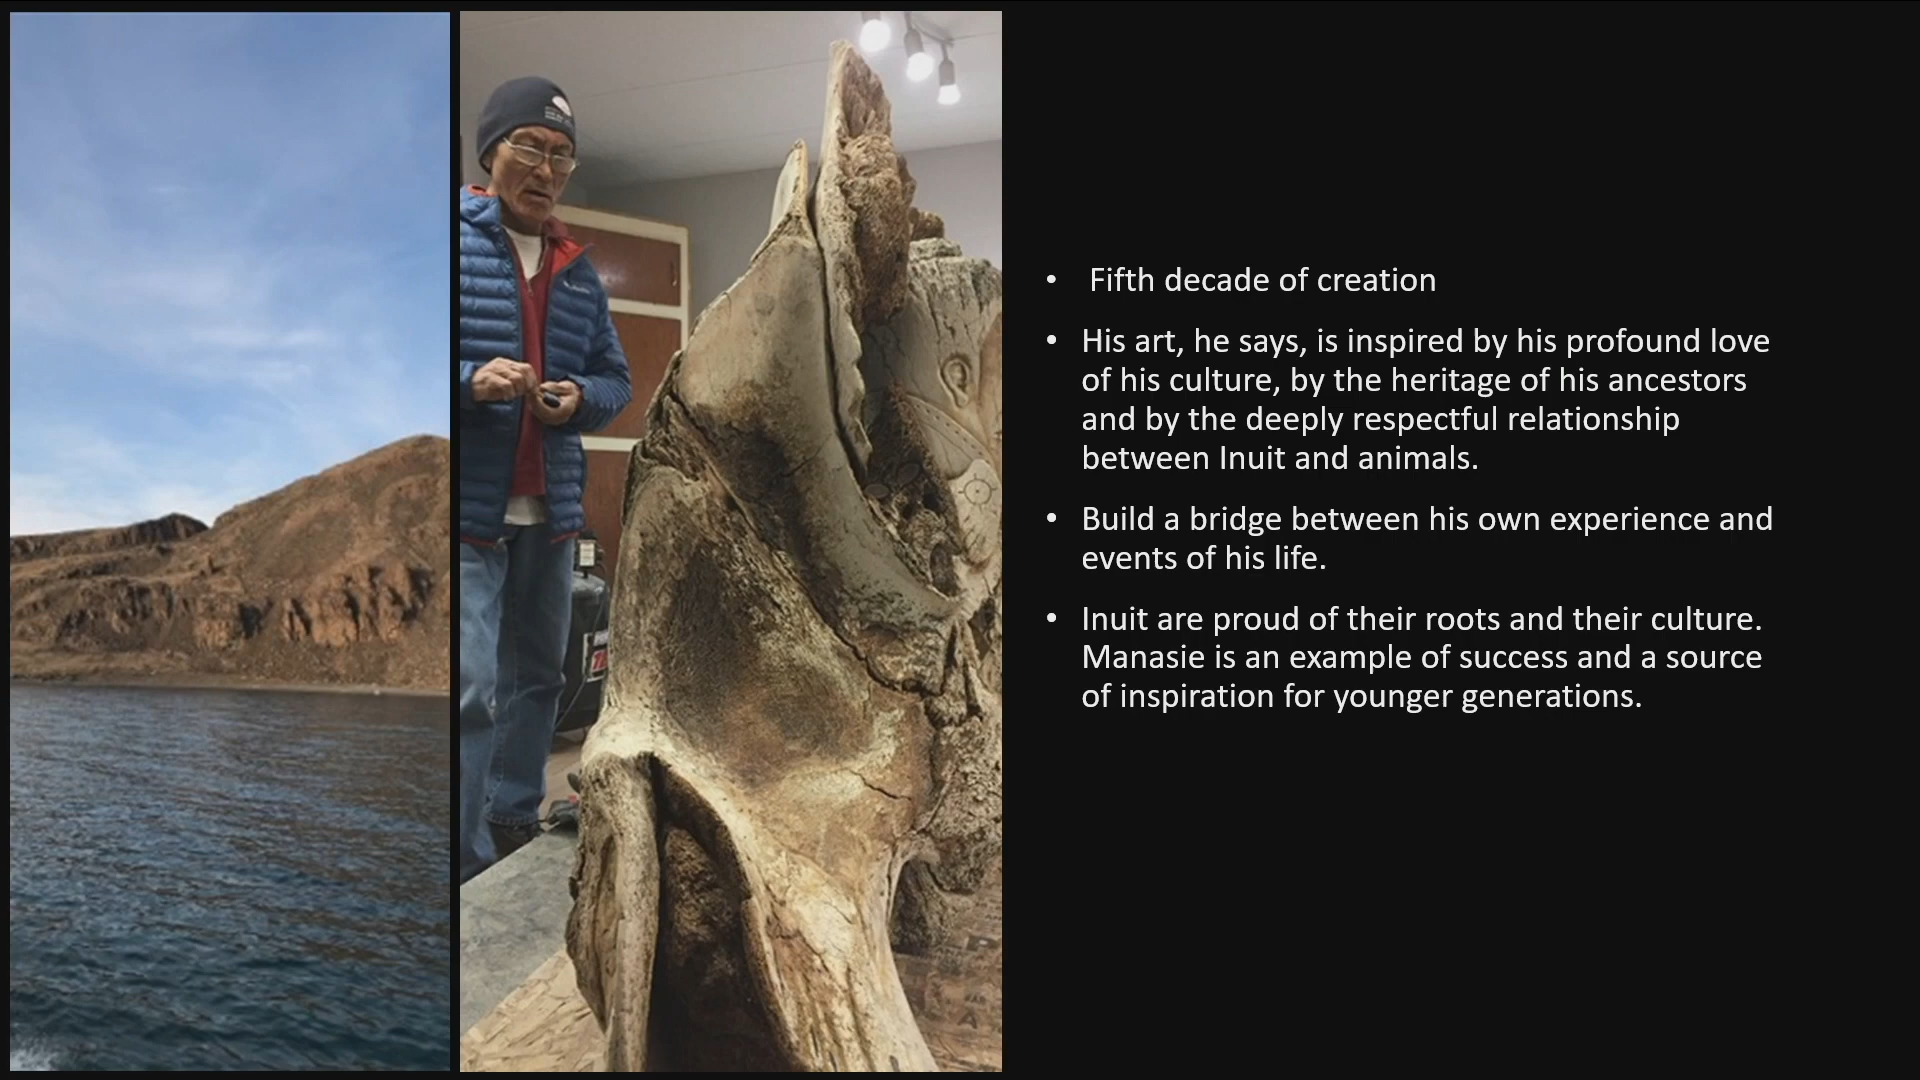 • Fifth decade of creation
• His art, he says, is inspired by his profound love
of his culture, by the heritage of his ancestors
and by the deeply respectful relationship
between Inuit and animals.
• Build a bridge between his own experience and
events of his life.
• Inuit are proud of their roots and their culture.
Manasie is an example of success and a source
of inspiration for younger generations.